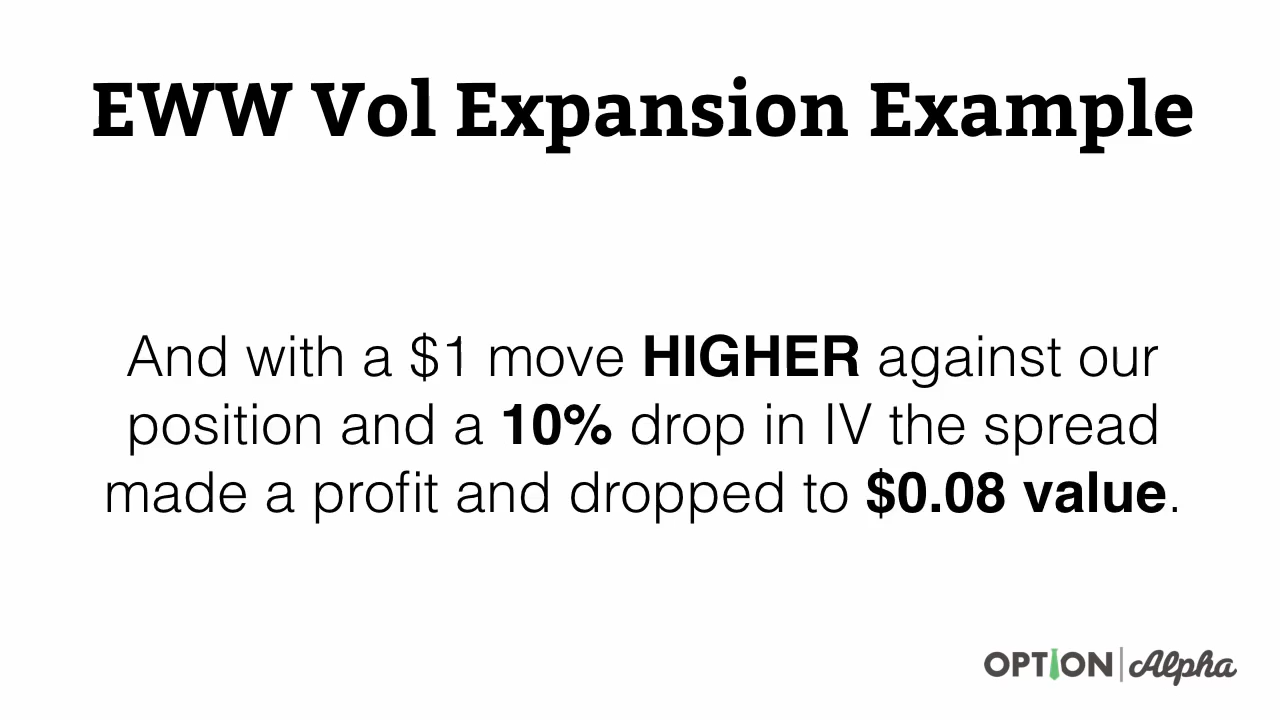 EWW Vol Expansion Example
And with a $1 move HIGHER against our
position and a 10% drop in IV the spread
made a profit and dropped to $0.08 value.
OPTION | Alpha